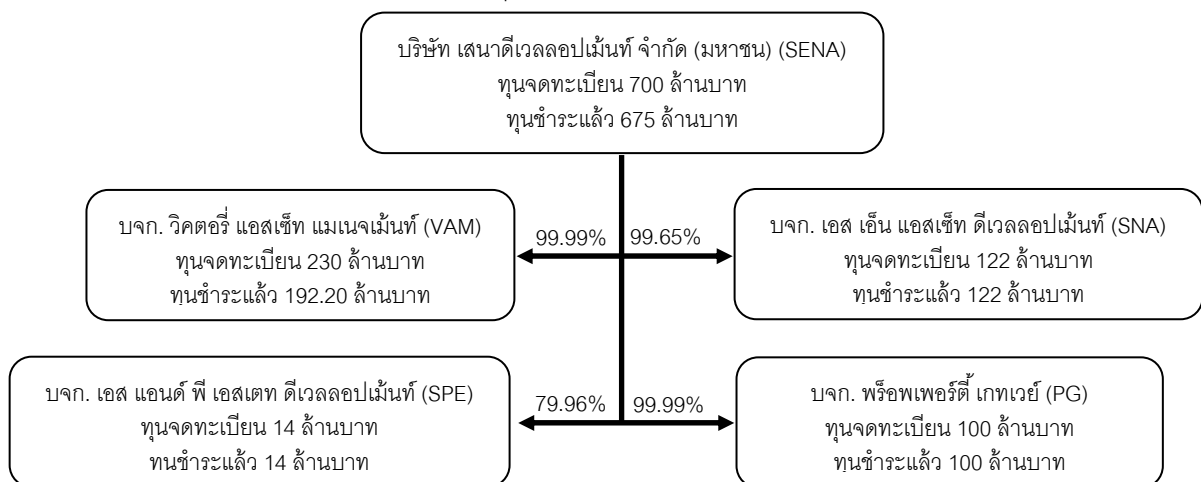 บริษัท เสนาดีเวลลอปเม้นท์ จำกัด (มหาชน) (SENA)
ทุนจดทะเบียน 700 ล้านบาท
ทุนชำระแล้ว 675 ล้านบาท
บจก. วิคตอรี่ แอสเซ็ท แมเนจเม้นท์ (VAM)
ทุนจดทะเบียน 230 ล้านบาท
ทุนชำระแล้ว 192.20 ล้านบาท
99.99%
99.65%
บจก. เอส เอ็น แอสเซ็ท ดีเวลลอปเม้นท์ (SNA)
ทุนจดทะเบียน 122 ล้านบาท
ทุนชำระแล้ว 122 ล้านบาท
บจก. เอส แอนด์ พี เอสเตท ดีเวลลอปเม้นท์ (SPE)
ทุนจดทะเบียน 14 ล้านบาท
ทุนชำระแล้ว 14 ล้านบาท
79.96%
99.99%
บจก. พร็อพเพอร์ตี้ เกทเวย์ (PG)
ทุนจดทะเบียน 100 ล้านบาท
ทุนชำระแล้ว 100 ล้านบาท